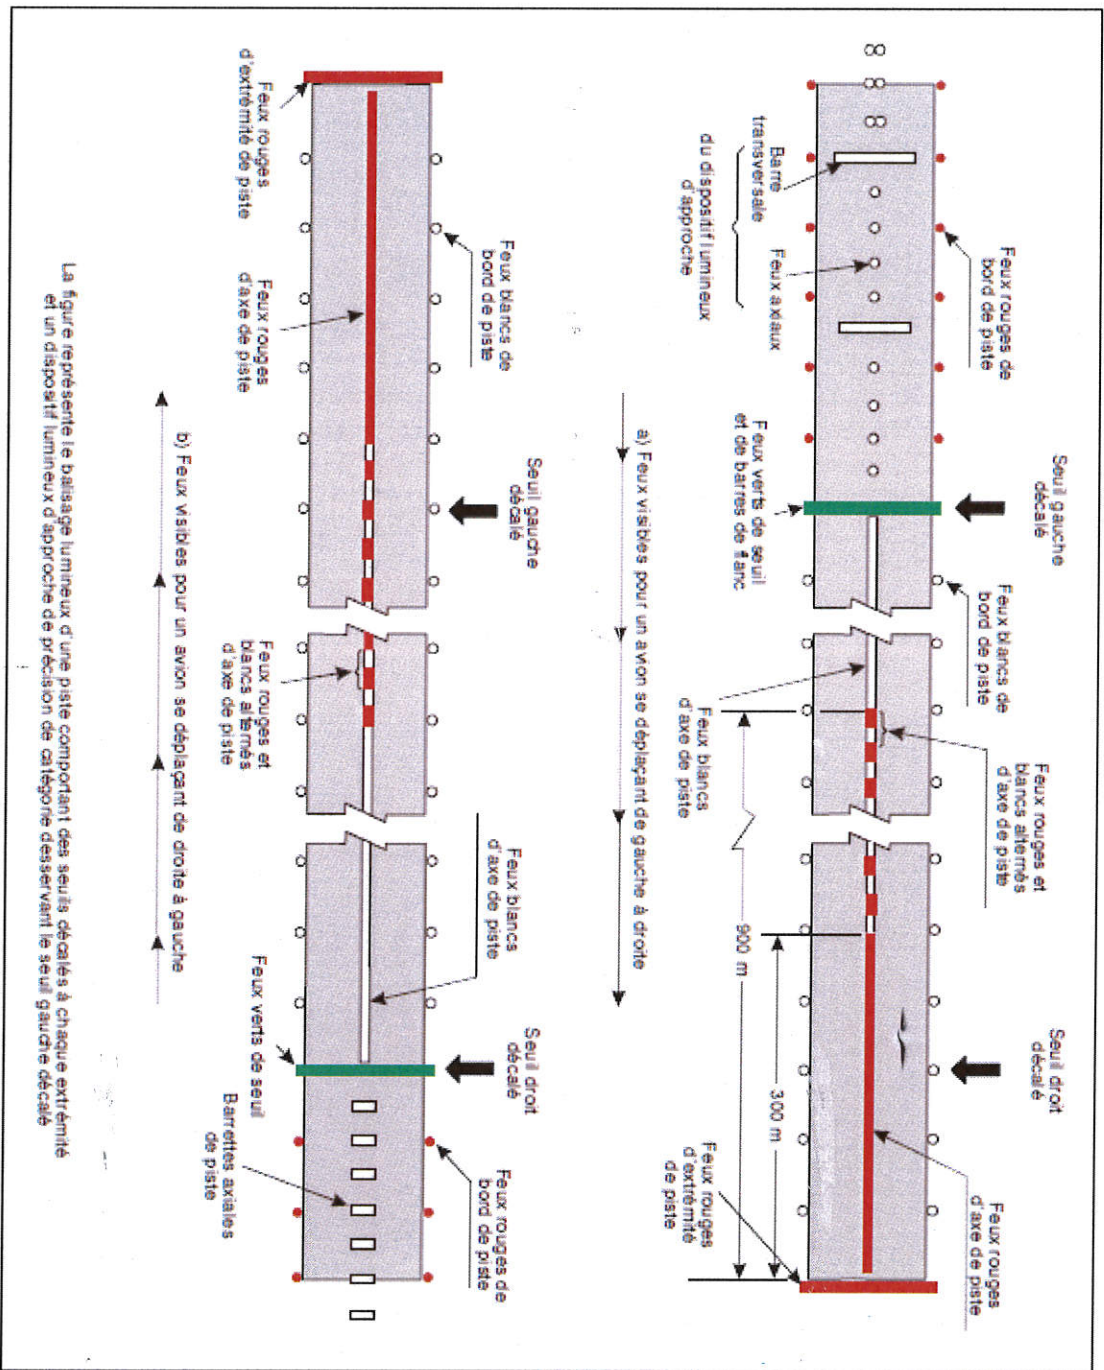 Seuil gauche
décalé
Seuil droit
décalé
Feux rouges de
bord de piste
Feux blancs de
bord de piste
Feux rouges et
blancs alternés
d'axe de piste
Feux rouges
d'axe de piste
Barre
transversale
Feux axiaux
du dispositif lumineux
d'approche
Feux verts de seuil
et de barres de flanc
Feux blancs
d'axe de piste
900 m
300 m
Feux rouges
d'extrémité
de piste
a) Feux visibles pour un avion se déplaçant de gauche à droite
Seuil gauche
décalé
Seuil droit
décalé
Feux blancs de
bord de piste
Feux blancs
d'axe de piste
Feux rouges de
bord de piste
Feux rouges
d'extrémité de piste
Feux rouges
d'axe de piste
Feux rouges et
blancs alternés
d'axe de piste
Feux verts de seuil
Barrettes axiales
de piste
b) Feux visibles pour un avion se déplaçant de droite à gauche
La figure représente le balisage lumineux d'une piste comportant des seuils décalés à chaque extrémité
et un dispositif lumineux d'approche de précision de catégorie desservant le seuil gauche décalé